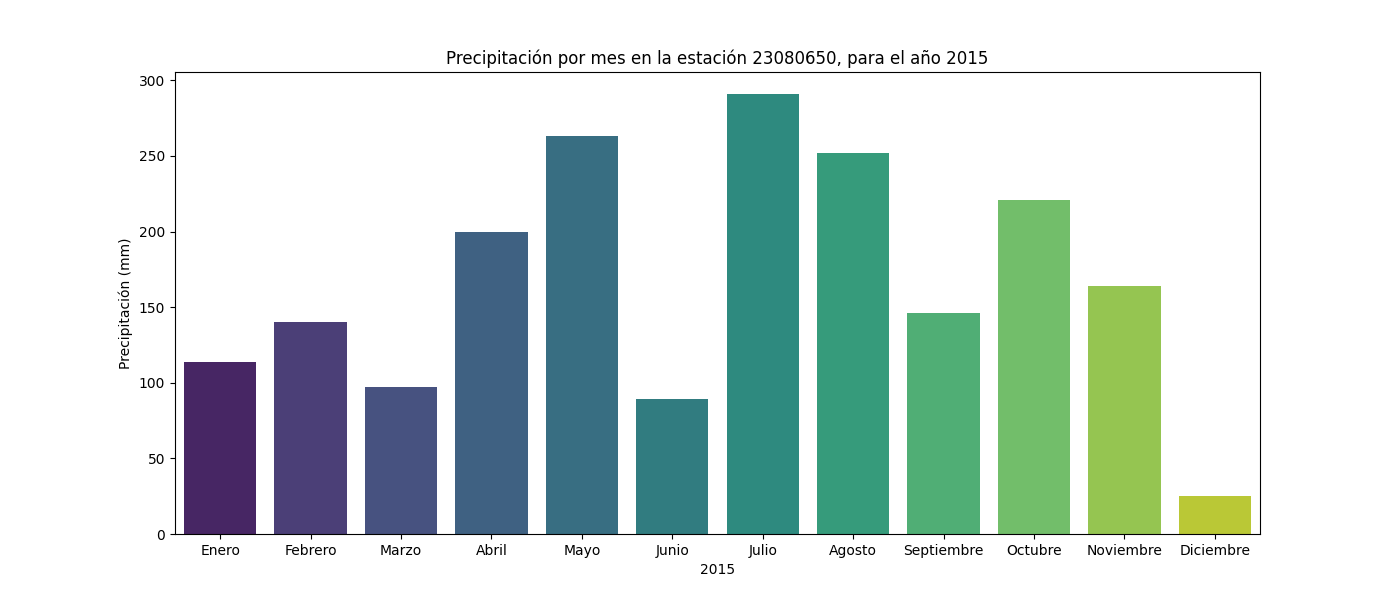 Precipitación por mes en la estación 23080650, para el año 2015
Precipitación (mm)
300
250
200
150
100
50
0
Enero Febrero Marzo Abril Mayo Junio Julio Agosto Septiembre Octubre Noviembre Diciembre
2015